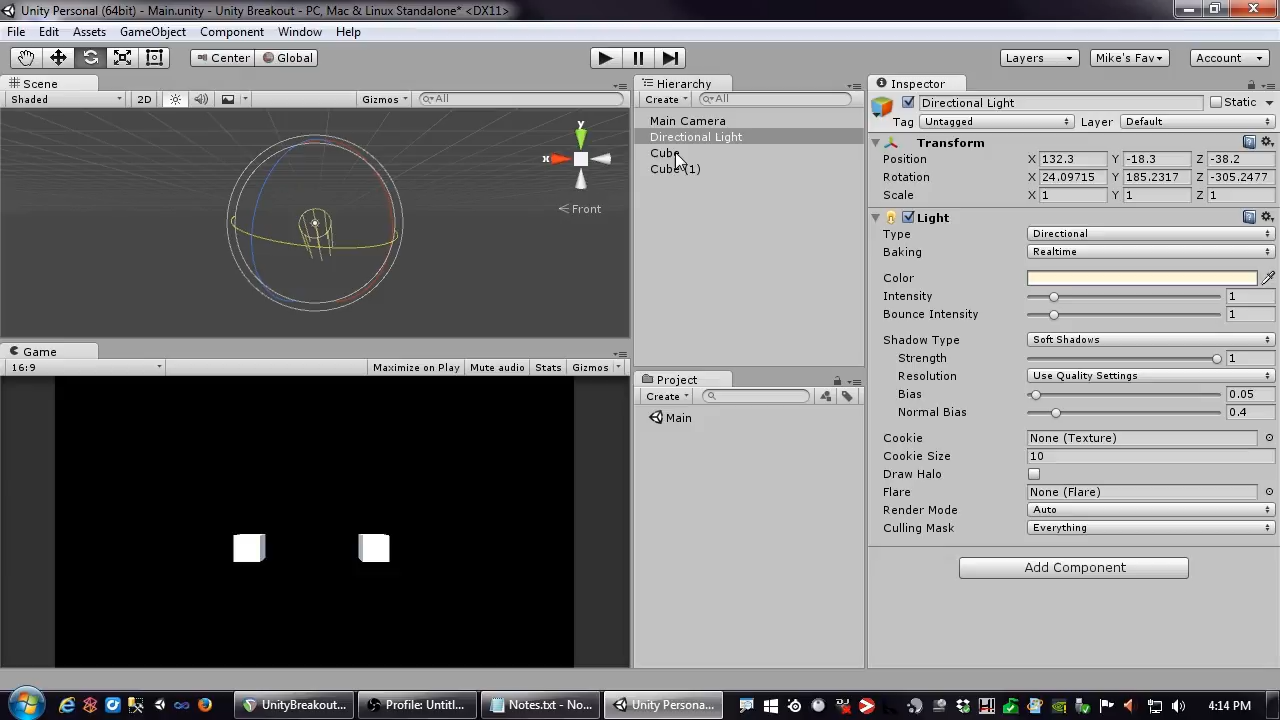 Unity Personal (64bit) - Main.unity - Unity Breakout - PC, Mac & Linux Standalone* <DX11>
File Edit Assets GameObject Component Window Help
Center Global Layers Mike's Fav Account
Scene
Shaded 2D Gizmos All
y
x
Front
Game
16:9 Maximize on Play Mute audio Stats Gizmos
Hierarchy
Create All
Main Camera
Directional Light
Cube
Cube (1)
Project
Create
Main
Inspector
Directional Light Static
Tag Untagged Layer Default
Transform
Position X 132.3 Y -18.3 Z -38.2
Rotation X 24.09715 Y 185.2317 Z -305.2477
Scale X 1 Y 1 Z 1
Light
Type Directional
Baking Realtime
Color
Intensity 1
Bounce Intensity 1
Shadow Type Soft Shadows
Strength 1
Resolution Use Quality Settings
Bias 0.05
Normal Bias 0.4
Cookie None (Texture)
Cookie Size 10
Draw Halo
Flare None (Flare)
Render Mode Auto
Culling Mask Everything
Add Component
UnityBreakout... Profile: Untitl... Notes.txt - No... Unity Persona... 4:14 PM